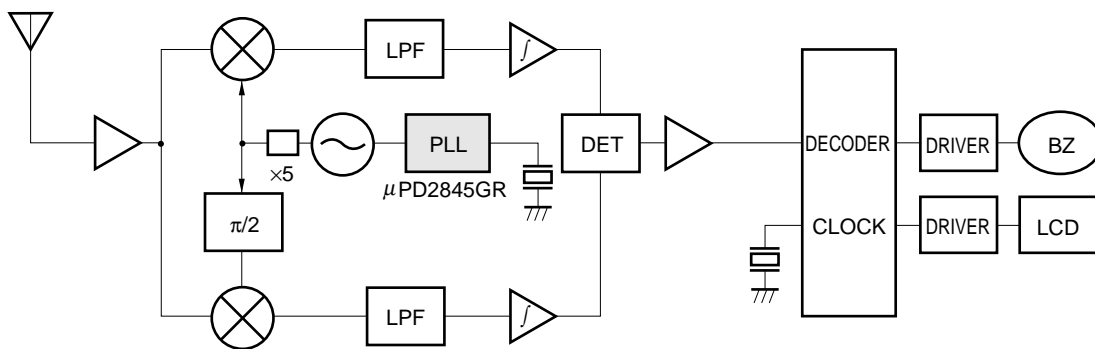 LPF
∫
×5
PLL
μPD2845GR
DET
π/2
LPF
∫
DECODER
CLOCK
DRIVER
BZ
DRIVER
LCD